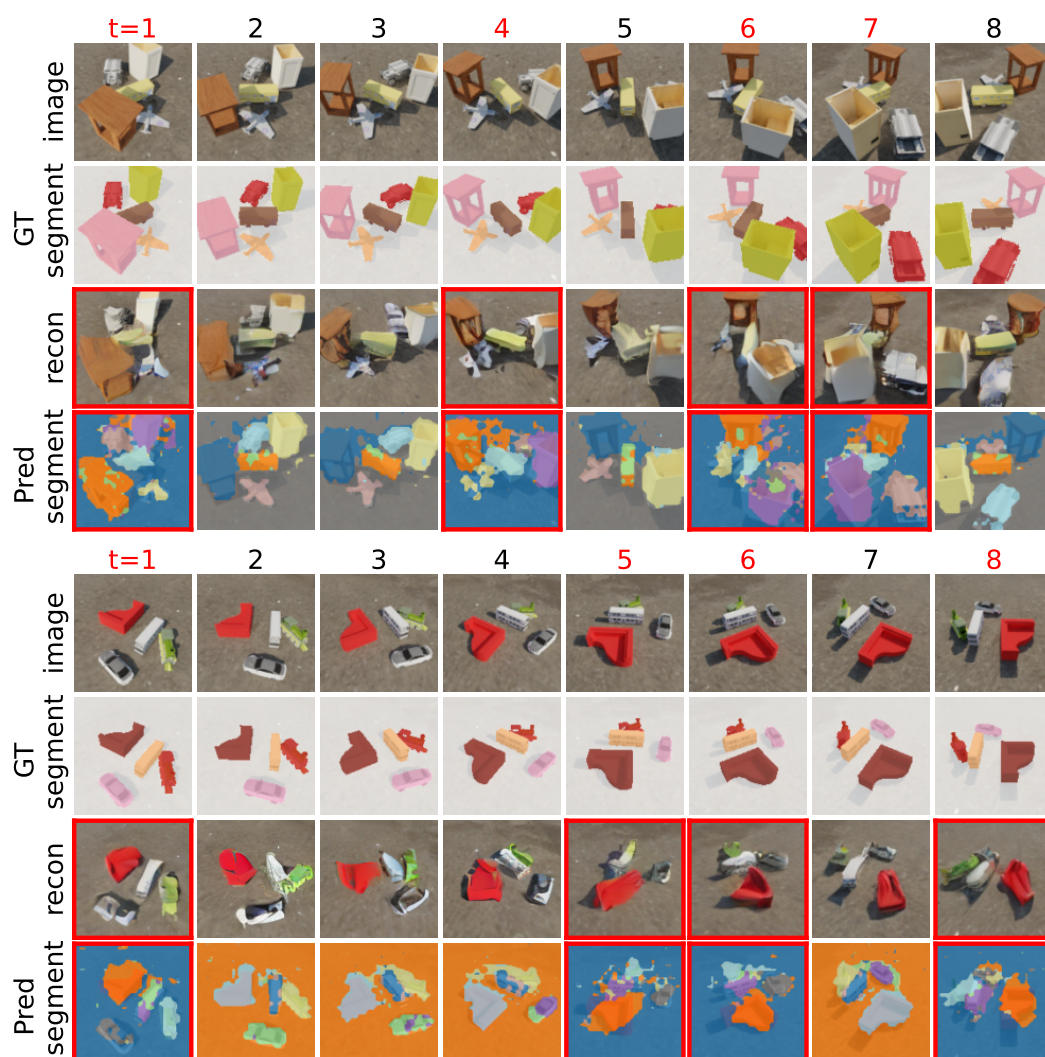 t=1 2 3 4 5 6 7 8
image
GT
segment
recon
Pred
segment
t=1 2 3 4 5 6 7 8
image
GT
segment
recon
Pred
segment